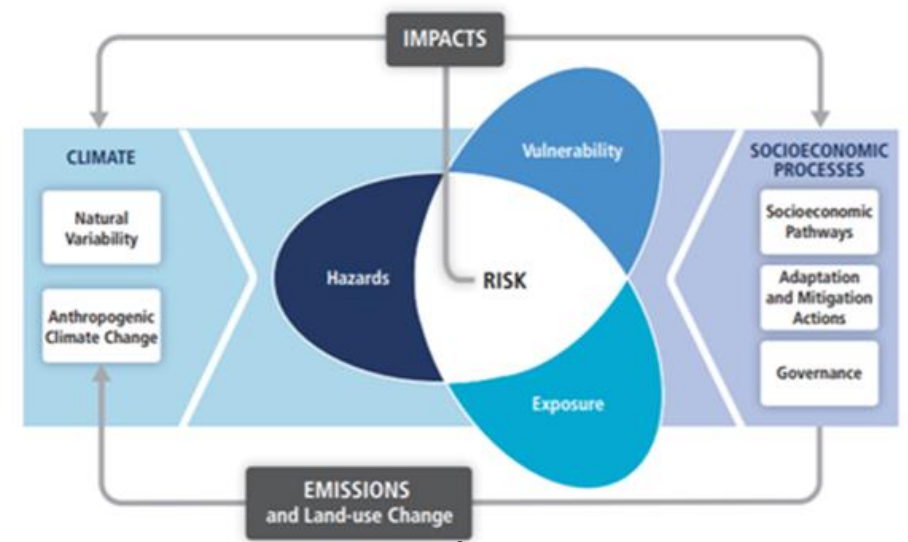 IMPACTS
CLIMATE
Natural
Variability
Anthropogenic
Climate Change
Vulnerability
Hazards
RISK
Exposure
SOCIOECONOMIC
PROCESSES
Socioeconomic
Pathways
Adaptation
and Mitigation
Actions
Governance
EMISSIONS
and Land-use Change